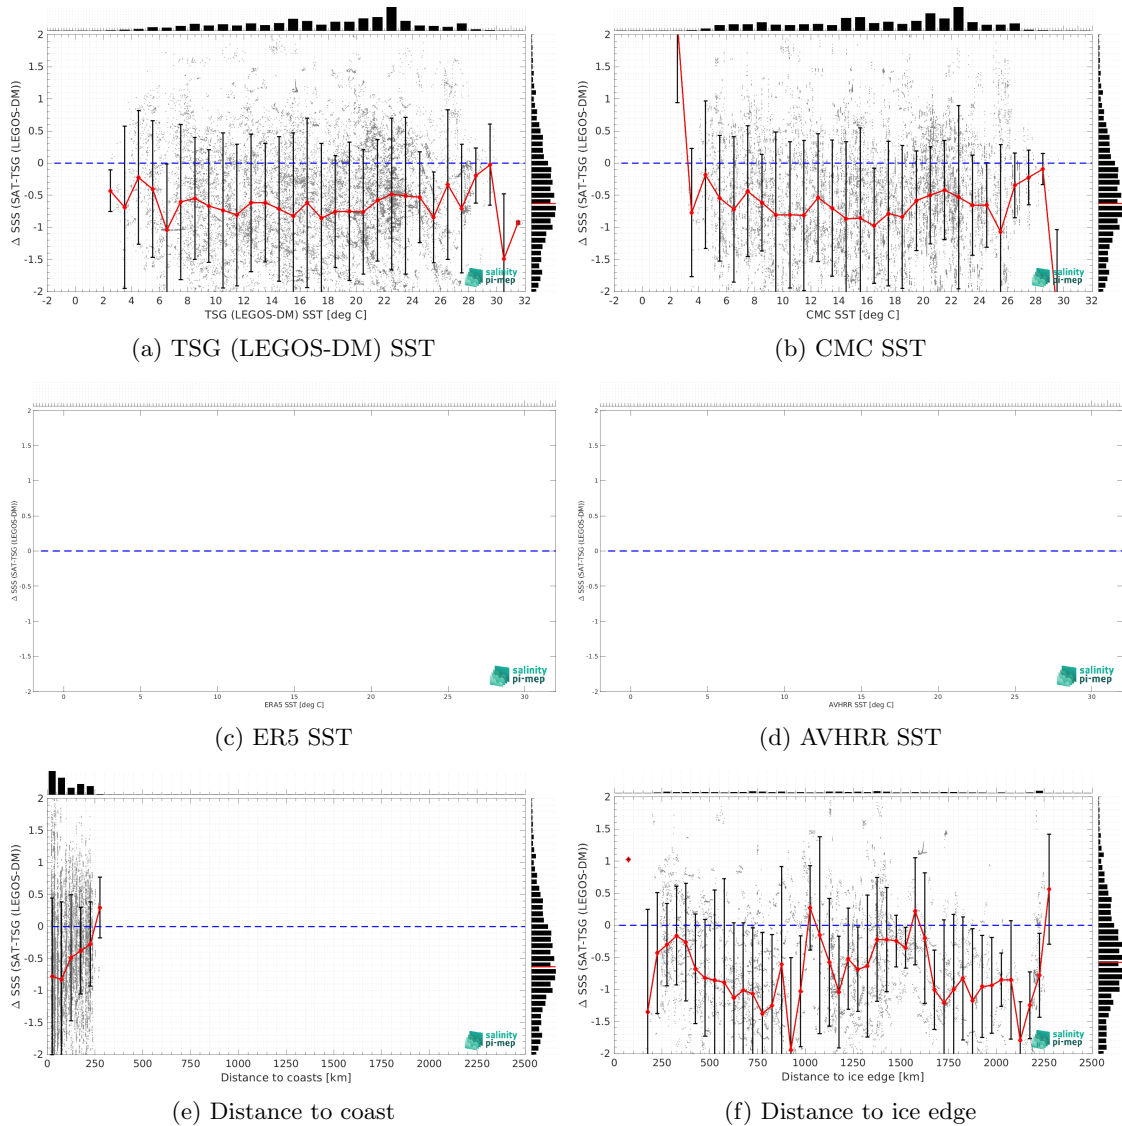 2
1.5
1
0.5
0
-0.5
-1
-1.5
-2
Δ SSS (SAT-TSG (LEGOS-DM))
salinity
pi-mep
-2 0 2 4 6 8 10 12 14 16 18 20 22 24 26 28 30 32
TSG (LEGOS-DM) SST [deg C]
(a) TSG (LEGOS-DM) SST
2
1.5
1
0.5
0
-0.5
-1
-1.5
-2
Δ SSS (SAT-TSG (LEGOS-DM))
salinity
pi-mep
-2 0 2 4 6 8 10 12 14 16 18 20 22 24 26 28 30 32
CMC SST [deg C]
(b) CMC SST
2
1.5
1
0.5
0
-0.5
-1
-1.5
-2
Δ SSS (SAT-TSG (LEGOS-DM))
salinity
pi-mep
0 5 10 15 20 25 30
ERA5 SST [deg C]
(c) ER5 SST
2
1.5
1
0.5
0
-0.5
-1
-1.5
-2
Δ SSS (SAT-TSG (LEGOS-DM))
salinity
pi-mep
0 5 10 15 20 25 30
AVHRR SST [deg C]
(d) AVHRR SST
2
1.5
1
0.5
0
-0.5
-1
-1.5
-2
Δ SSS (SAT-TSG (LEGOS-DM))
salinity
pi-mep
0 250 500 750 1000 1250 1500 1750 2000 2250 2500
Distance to coasts [km]
(e) Distance to coast
2
1.5
1
0.5
0
-0.5
-1
-1.5
-2
Δ SSS (SAT-TSG (LEGOS-DM))
salinity
pi-mep
0 250 500 750 1000 1250 1500 1750 2000 2250 2500
Distance to ice edge [km]
(f) Distance to ice edge